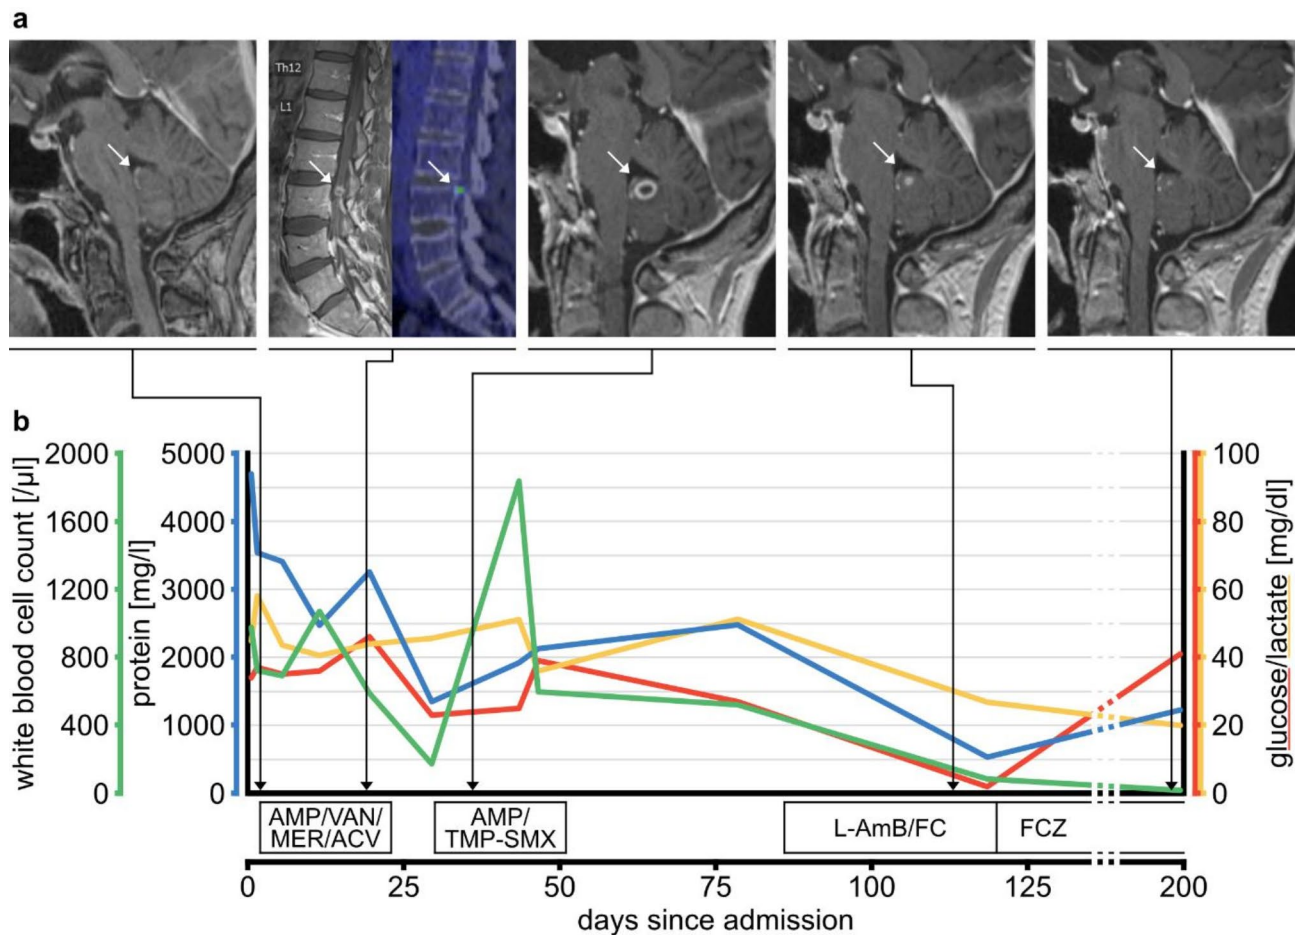 a
Th12
L1
b
white blood cell count [/µl]
2000
1600
1200
800
400
0
protein [mg/l]
5000
4000
3000
2000
1000
0
100
80
60
40
20
0
glucose/lactate [mg/dl]
AMP/VAN/
MER/ACV
AMP/
TMP-SMX
L-AmB/FC
FCZ
0 25 50 75 100 125 200
days since admission